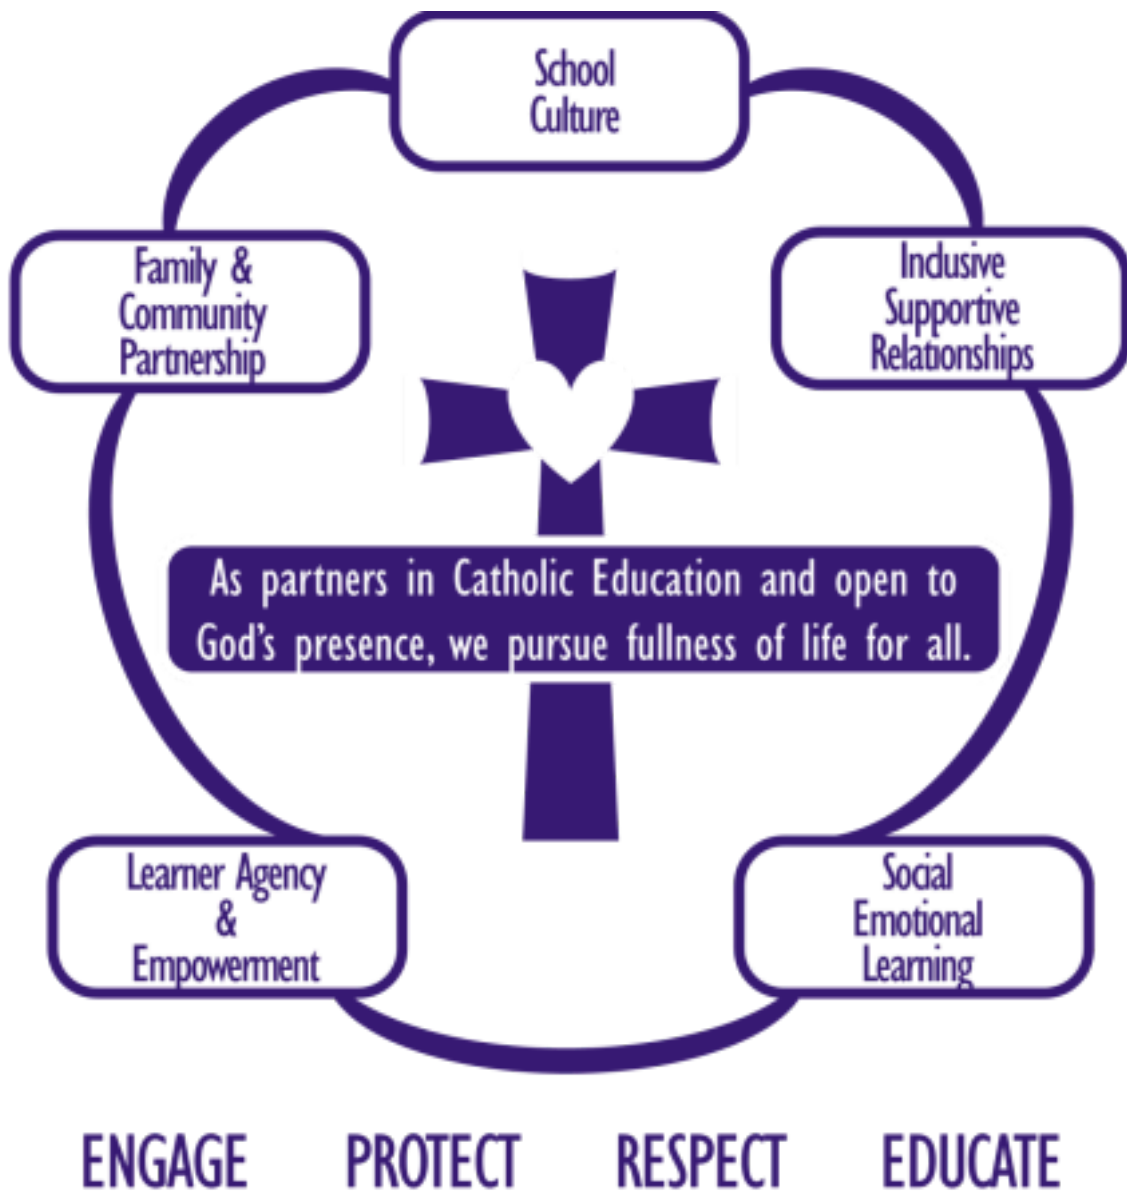 School
Culture
Family &
Community
Partnership
Inclusive
Supportive
Relationships
As partners in Catholic Education and open to
God's presence, we pursue fullness of life for all.
Learner Agency
&
Empowerment
Social
Emotional
Learning
ENGAGE PROTECT RESPECT EDUCATE